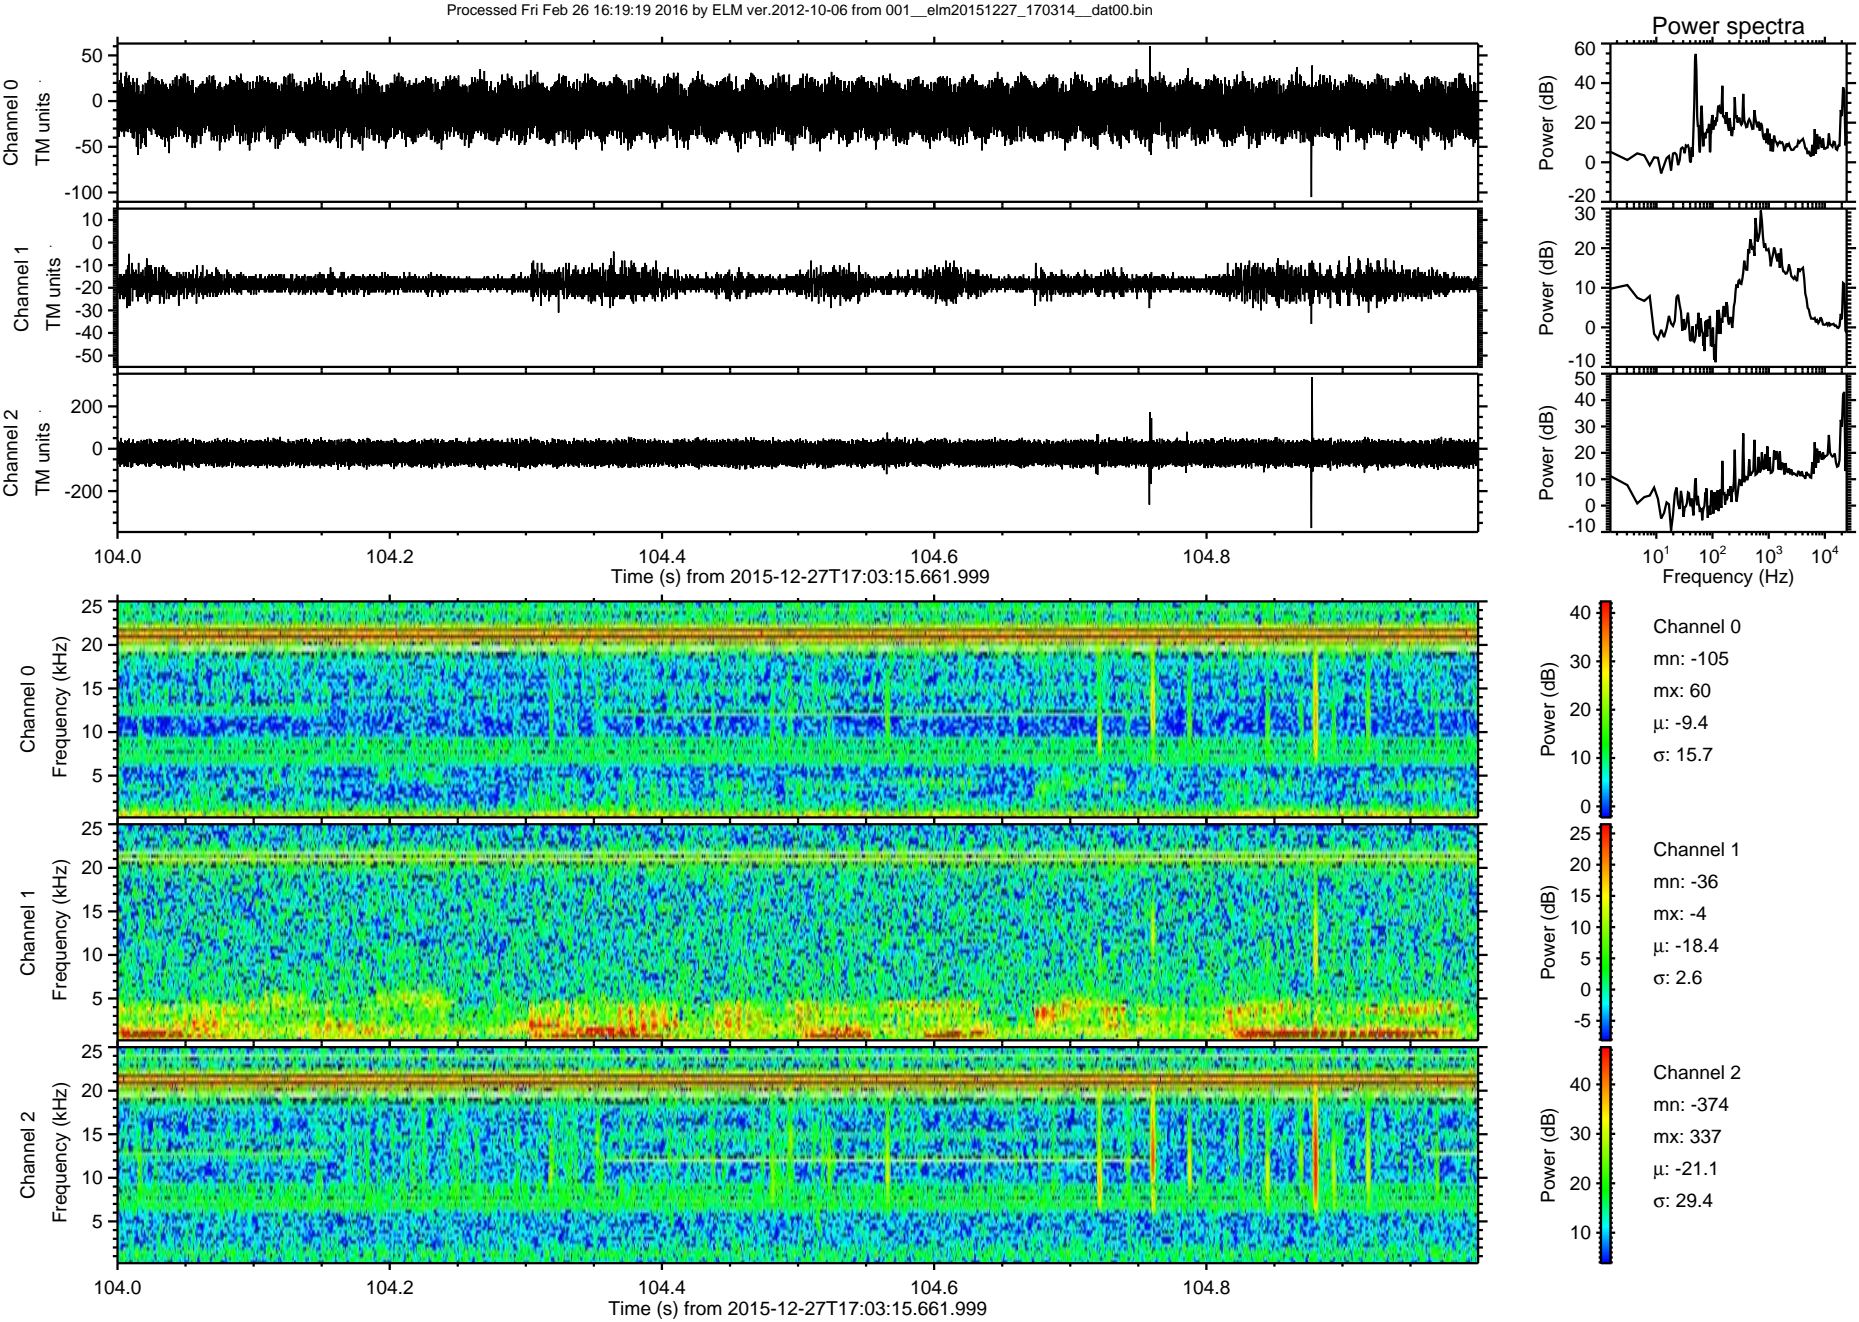 Processed Fri Feb 26 16:19:19 2016 by ELM ver.2012-10-06 from 001__elm20151227_170314__dat00.bin
Power spectra
Channel 0
TM units
50
0
-50
-100
Power (dB)
60
40
20
0
-20
Channel 1
TM units
10
0
-10
-20
-30
-40
-50
Power (dB)
30
20
10
0
-10
Channel 2
TM units
200
0
-200
Power (dB)
50
40
30
20
10
0
-10
104.0 104.2 104.4 104.6 104.8
Time (s) from 2015-12-27T17:03:15.661.999
10¹ 10² 10³ 10⁴
Frequency (Hz)
Channel 0
Frequency (kHz)
25
20
15
10
5
Power (dB)
40
30
20
10
0
Channel 0
mn: -105
mx: 60
μ: -9.4
σ: 15.7
Channel 1
Frequency (kHz)
25
20
15
10
5
Power (dB)
25
20
15
10
5
0
-5
Channel 1
mn: -36
mx: -4
μ: -18.4
σ: 2.6
Channel 2
Frequency (kHz)
25
20
15
10
5
Power (dB)
40
30
20
10
Channel 2
mn: -374
mx: 337
μ: -21.1
σ: 29.4
104.0 104.2 104.4 104.6 104.8
Time (s) from 2015-12-27T17:03:15.661.999